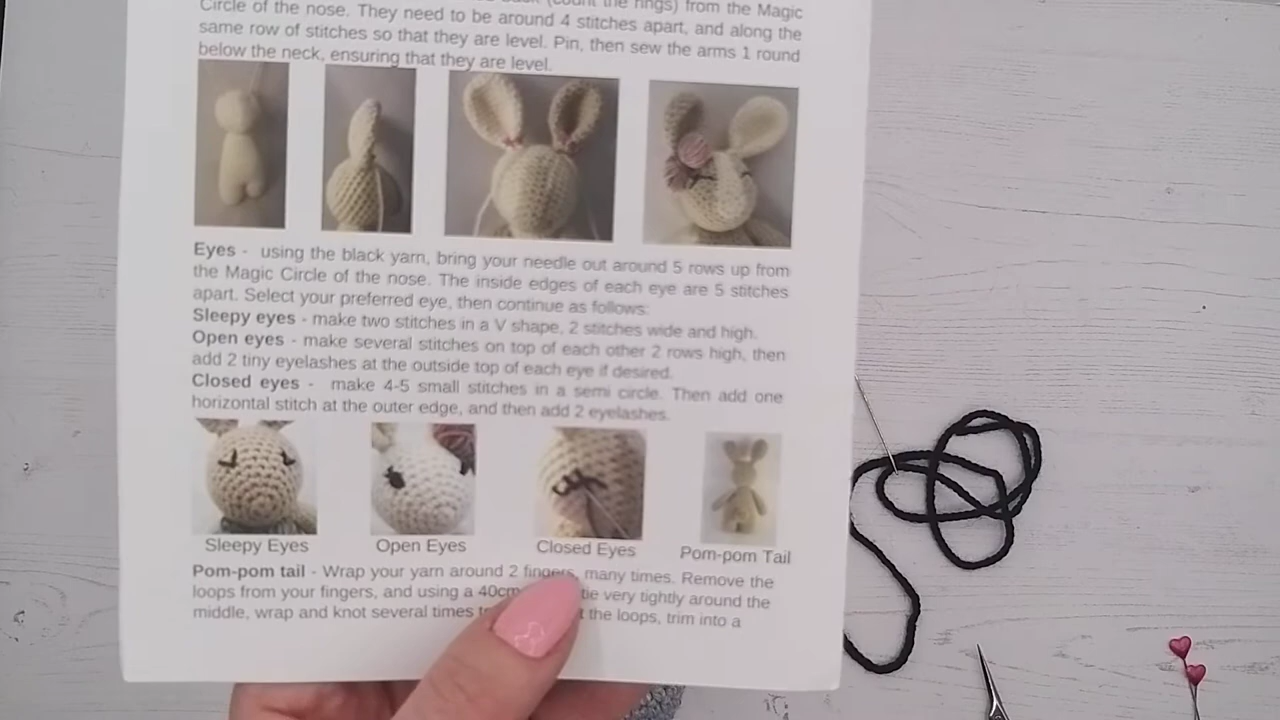 (count the rings) from the Magic
Circle of the nose. They need to be around 4 stitches apart, and along the
same row of stitches so that they are level. Pin, then sew the arms 1 round
below the neck, ensuring that they are level.
Eyes - using the black yarn, bring your needle out around 5 rows up from
the Magic Circle of the nose. The inside edges of each eye are 5 stitches
apart. Select your preferred eye, then continue as follows:
Sleepy eyes - make two stitches in a V shape, 2 stitches wide and high.
Open eyes - make several stitches on top of each other 2 rows high, then
add 2 tiny eyelashes at the outside top of each eye if desired.
Closed eyes - make 4-5 small stitches in a semi circle. Then add one
horizontal stitch at the outer edge, and then add 2 eyelashes.
Sleepy Eyes
Open Eyes
Closed Eyes
Pom-pom Tail
Pom-pom tail - Wrap your yarn around 2 fingers, many times. Remove the
loops from your fingers, and using a 40cm tie very tightly around the
middle, wrap and knot several times the loops, trim into a